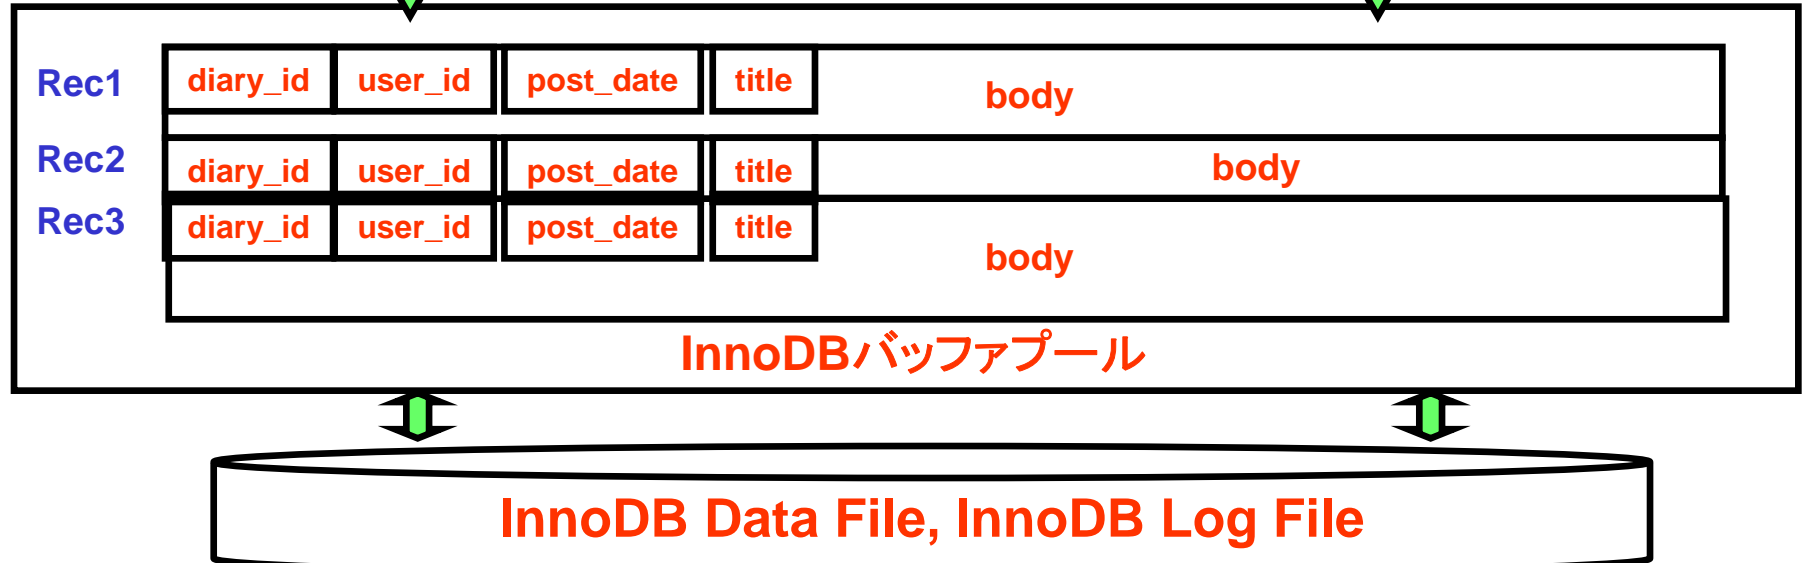 Rec1 diary_id user_id post_date title body
Rec2 diary_id user_id post_date title body
Rec3 diary_id user_id post_date title body
InnoDBバッファプール
InnoDB Data File, InnoDB Log File